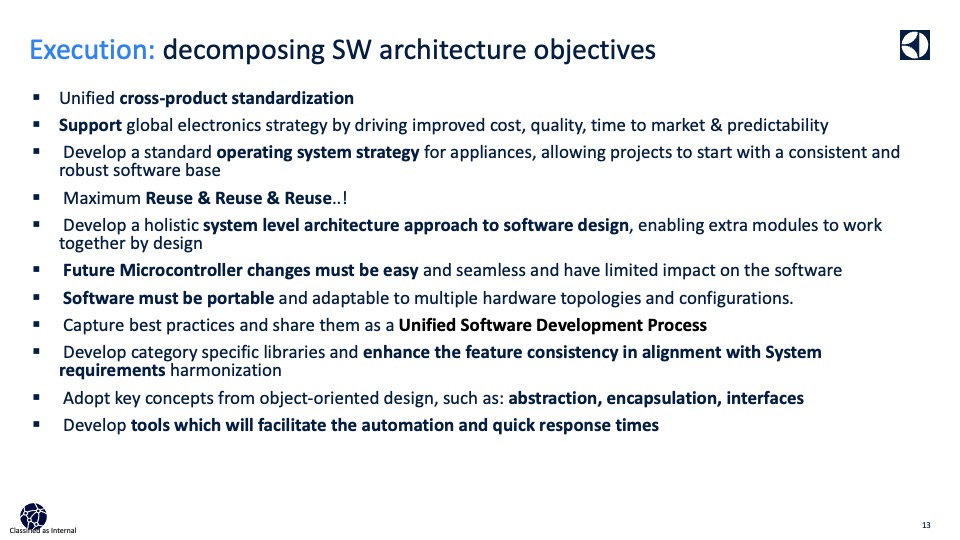 Execution: decomposing SW architecture objectives
▪ Unified cross-product standardization
▪ Support global electronics strategy by driving improved cost, quality, time to market & predictability
▪ Develop a standard operating system strategy for appliances, allowing projects to start with a consistent and
robust software base
▪ Maximum Reuse & Reuse & Reuse..!
▪ Develop a holistic system level architecture approach to software design, enabling extra modules to work
together by design
▪ Future Microcontroller changes must be easy and seamless and have limited impact on the software
▪ Software must be portable and adaptable to multiple hardware topologies and configurations.
▪ Capture best practices and share them as a Unified Software Development Process
▪ Develop category specific libraries and enhance the feature consistency in alignment with System
requirements harmonization
▪ Adopt key concepts from object-oriented design, such as: abstraction, encapsulation, interfaces
▪ Develop tools which will facilitate the automation and quick response times
Classified as Internal
13